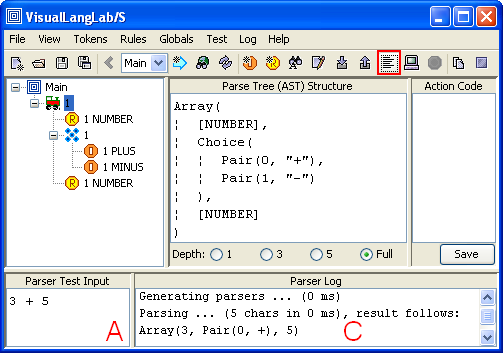 VisualLangLab/S
File View Tokens Rules Globals Test Log Help
Main
Main
1
R 1 NUMBER
1
1 PLUS
1 MINUS
R 1 NUMBER
Parse Tree (AST) Structure
Array(
¦ [NUMBER],
¦ Choice(
¦ ¦ Pair(0, "+"),
¦ ¦ Pair(1, "-")
¦ ),
¦ [NUMBER]
)
Depth: 1 3 5 Full
Action Code
Save
Parser Test Input
3 + 5
A
Parser Log
Generating parsers ... (0 ms)
Parsing ... (5 chars in 0 ms), result follows:
Array(3, Pair(0, +), 5)
C